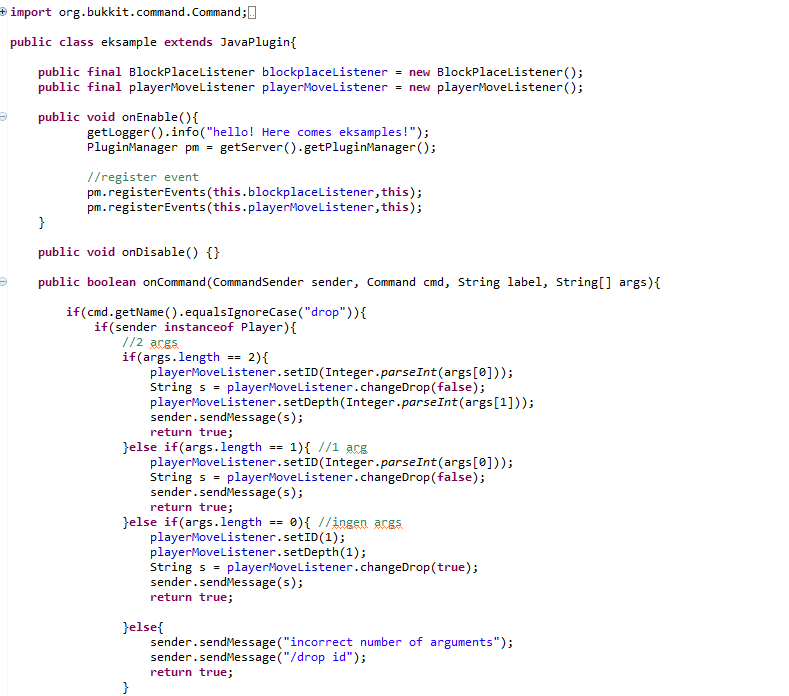 import org.bukkit.command.Command;
public class eksample extends JavaPlugin{
public final BlockPlaceListener blockplaceListener = new BlockPlaceListener();
public final playerMoveListener playerMoveListener = new playerMoveListener();
public void onEnable(){
getLogger().info("hello! Here comes eksamples!");
PluginManager pm = getServer().getPluginManager();
//register event
pm.registerEvents(this.blockplaceListener,this);
pm.registerEvents(this.playerMoveListener,this);
}
public void onDisable() {}
public boolean onCommand(CommandSender sender, Command cmd, String label, String[] args){
if(cmd.getName().equalsIgnoreCase("drop")){
if(sender instanceof Player){
//2 args
if(args.length == 2){
playerMoveListener.setID(Integer.parseInt(args[0]));
String s = playerMoveListener.changeDrop(false);
playerMoveListener.setDepth(Integer.parseInt(args[1]));
sender.sendMessage(s);
return true;
}else if(args.length == 1){ //1 arg
playerMoveListener.setID(Integer.parseInt(args[0]));
String s = playerMoveListener.changeDrop(false);
sender.sendMessage(s);
return true;
}else if(args.length == 0){ //ingen args
playerMoveListener.setID(1);
playerMoveListener.setDepth(1);
String s = playerMoveListener.changeDrop(true);
sender.sendMessage(s);
return true;
}else{
sender.sendMessage("incorrect number of arguments");
sender.sendMessage("/drop id");
return true;
}